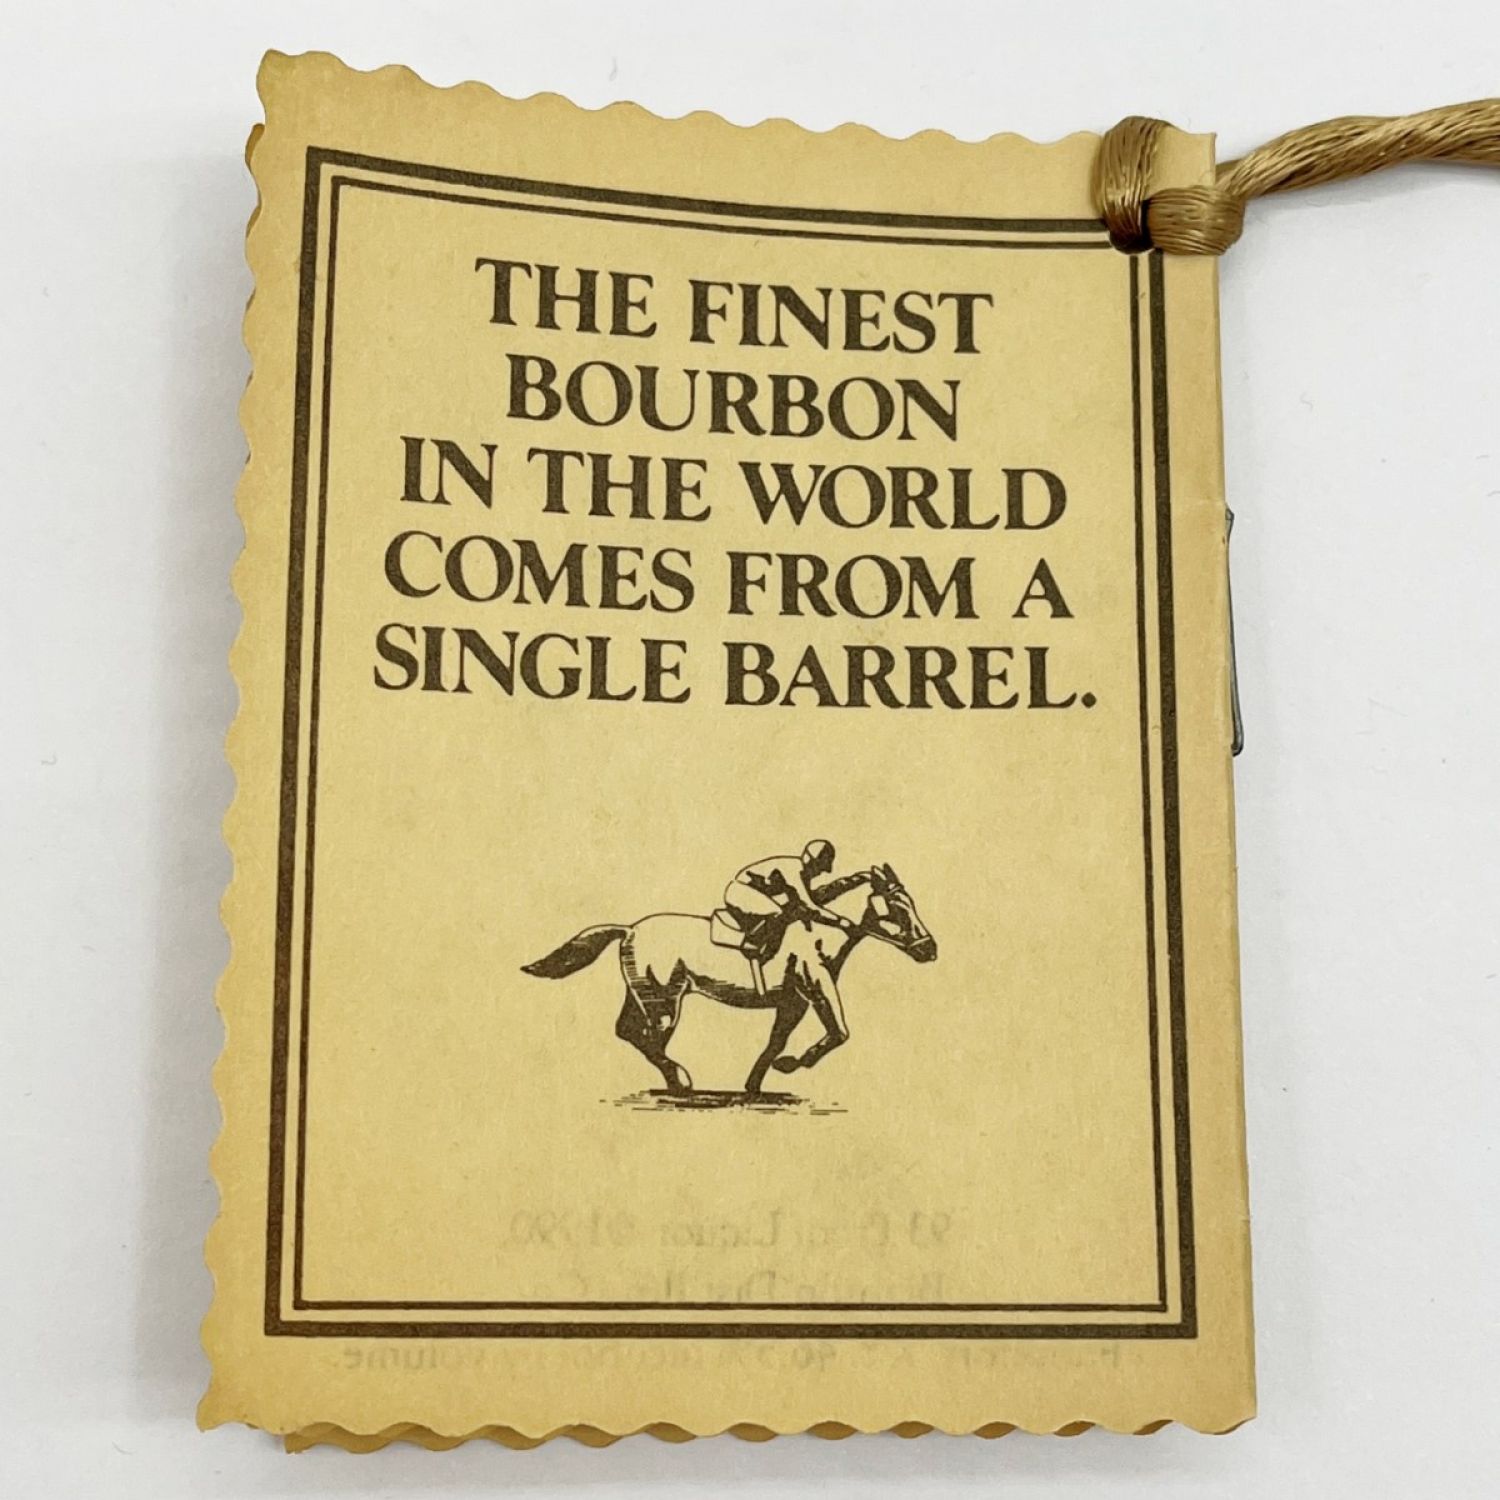 THE FINEST
BOURBON
IN THE WORLD
COMES FROM A
SINGLE BARREL.